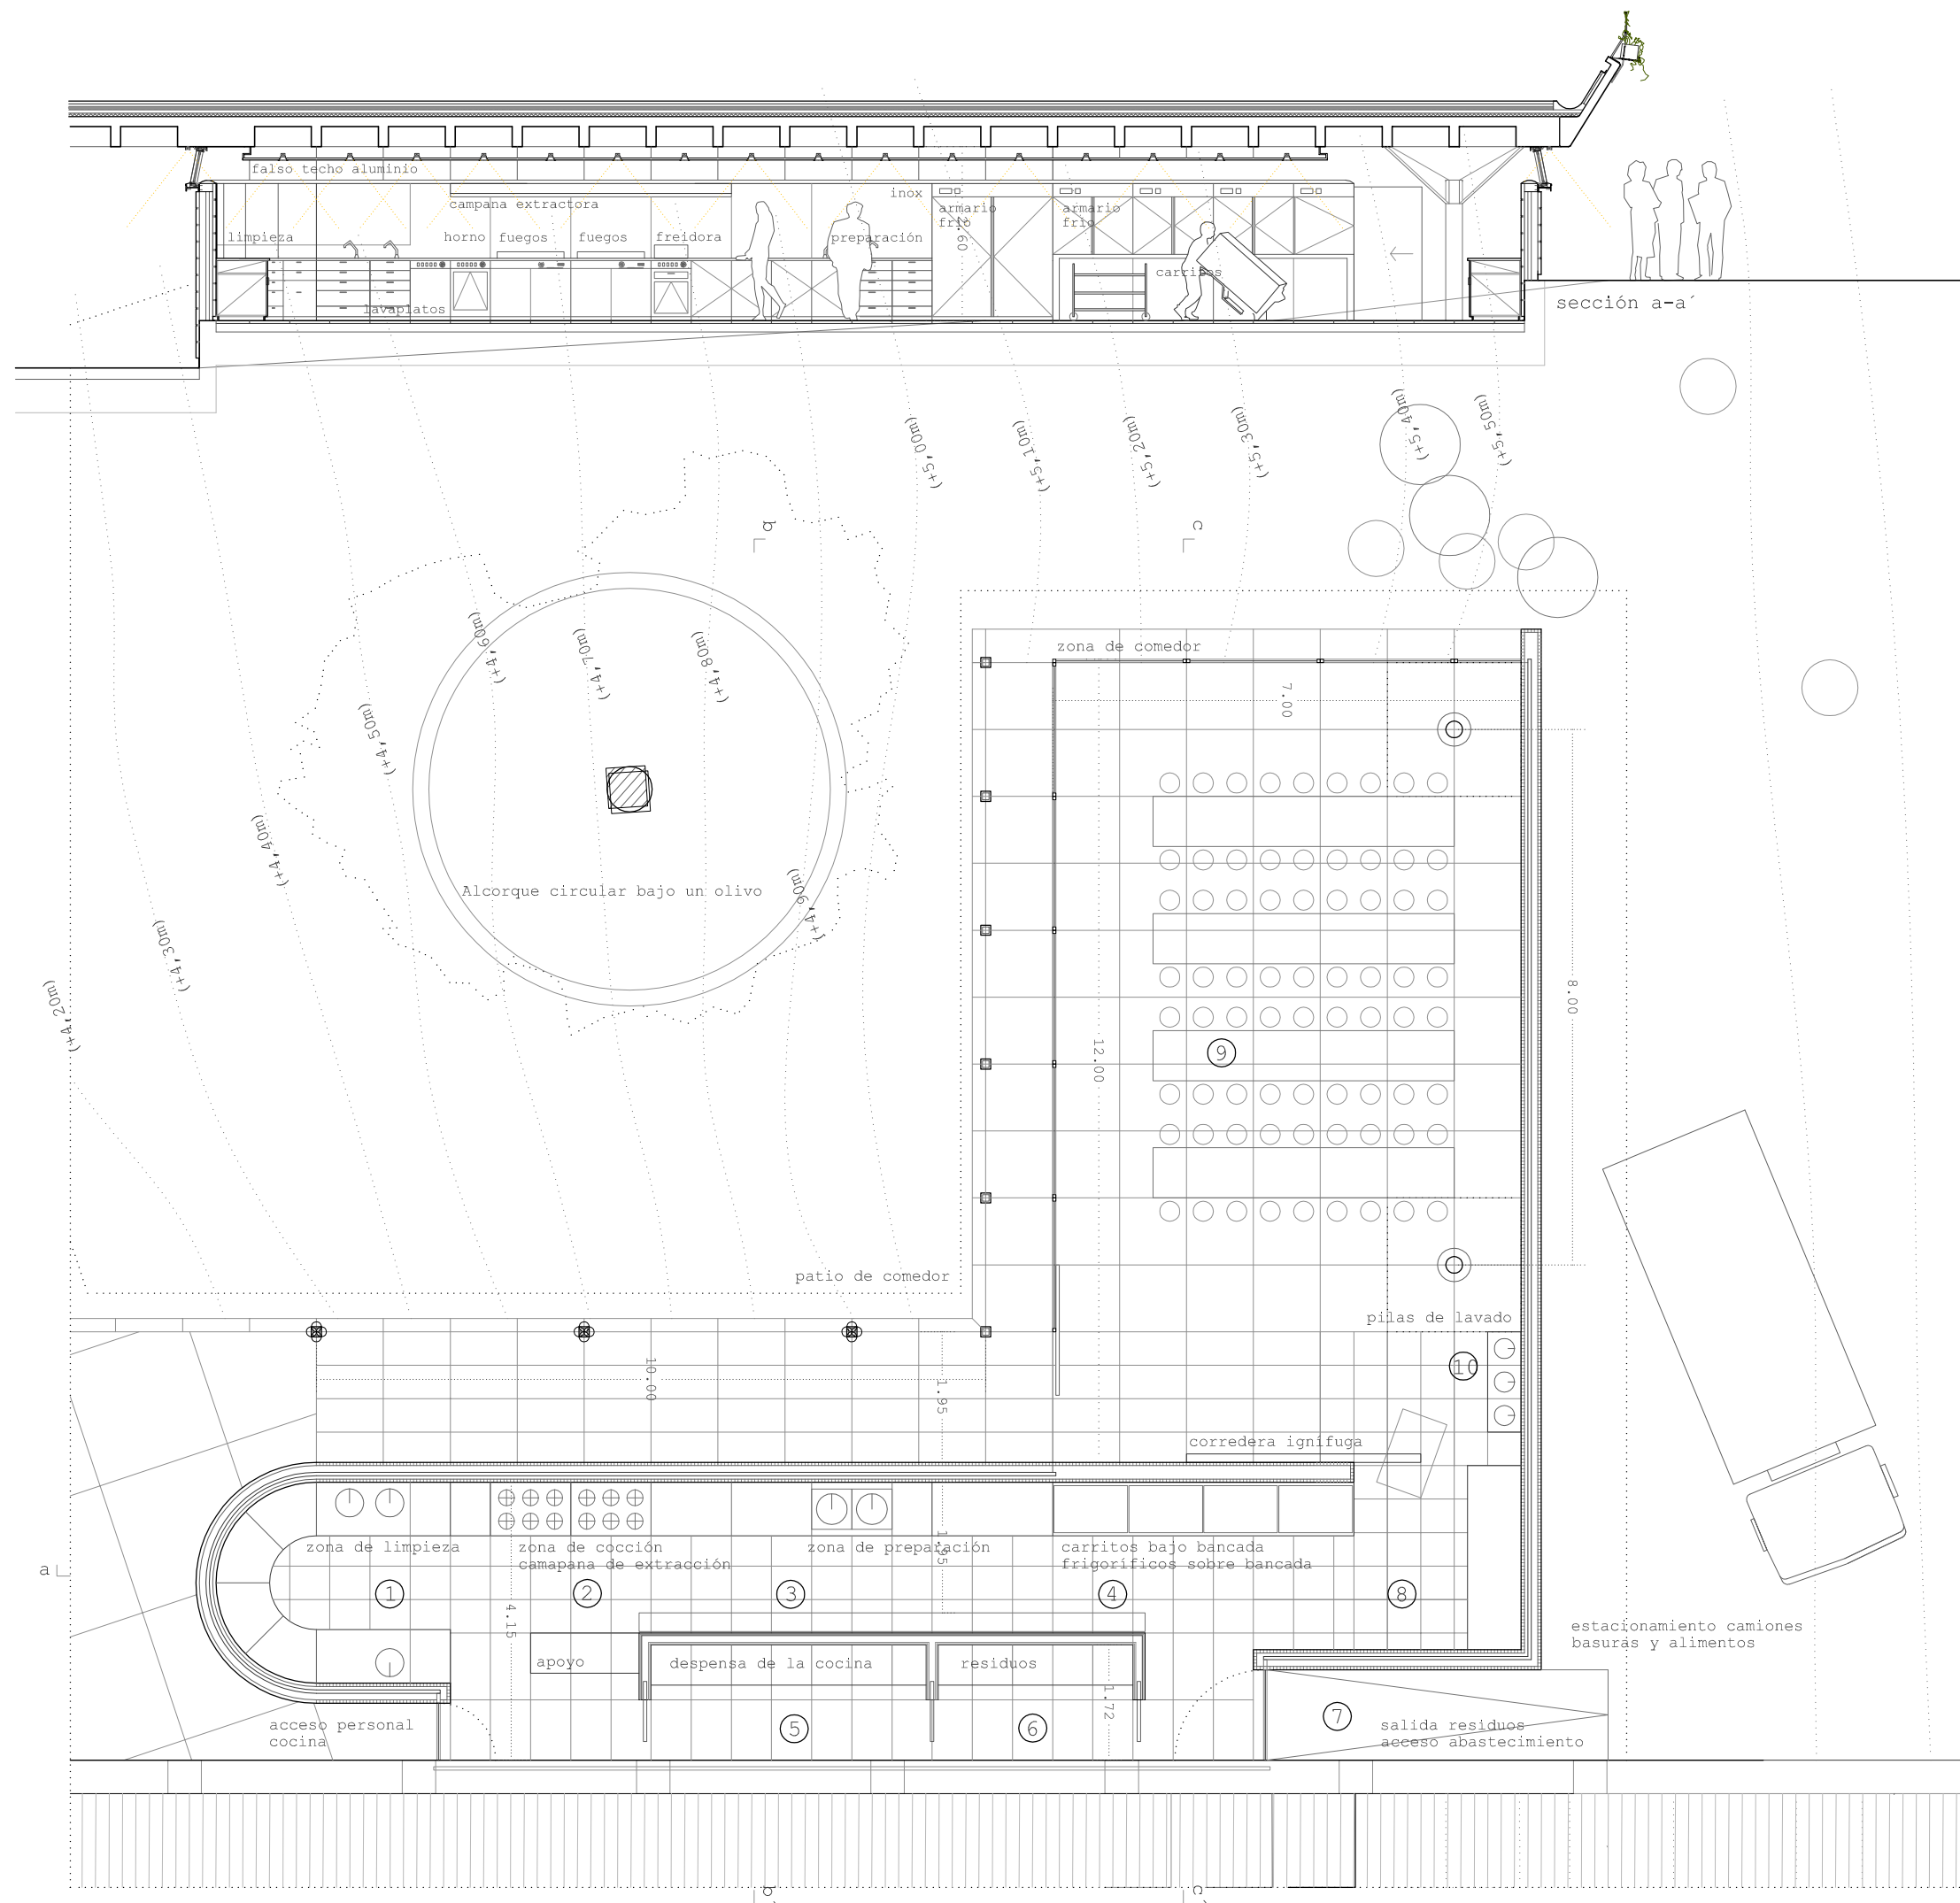 falso techo aluminio
campana extractora
inox
armario
frio
armario
frio
2.60
limpieza
horno
fuegos
fuegos
freidora
preparación
carritos
lavaplatos
sección a-a´
(+5,00m)
(+5,10m)
(+5,20m)
(+5,30m)
(+5,40m)
(+5,50m)
b
c
(+4,60m)
(+4,70m)
(+4,80m)
zona de comedor
7.00
(+4,50m)
(+4,40m)
Alcorque circular bajo un olivo
(+4,90m)
(+4,30m)
(+4,20m)
8.00
12.00
9
patio de comedor
pilas de lavado
10
10.00
1.95
corredera ignífuga
zona de limpieza
zona de cocción
camapana de extracción
zona de preparación
1.95
carritos bajo bancada
frigoríficos sobre bancada
a
1
2
3
4
8
4.15
estacionamiento camiones
basuras y alimentos
apoyo
despensa de la cocina
residuos
1.72
acceso personal
cocina
5
6
7
salida residuos
acceso abastecimiento
b´
c´